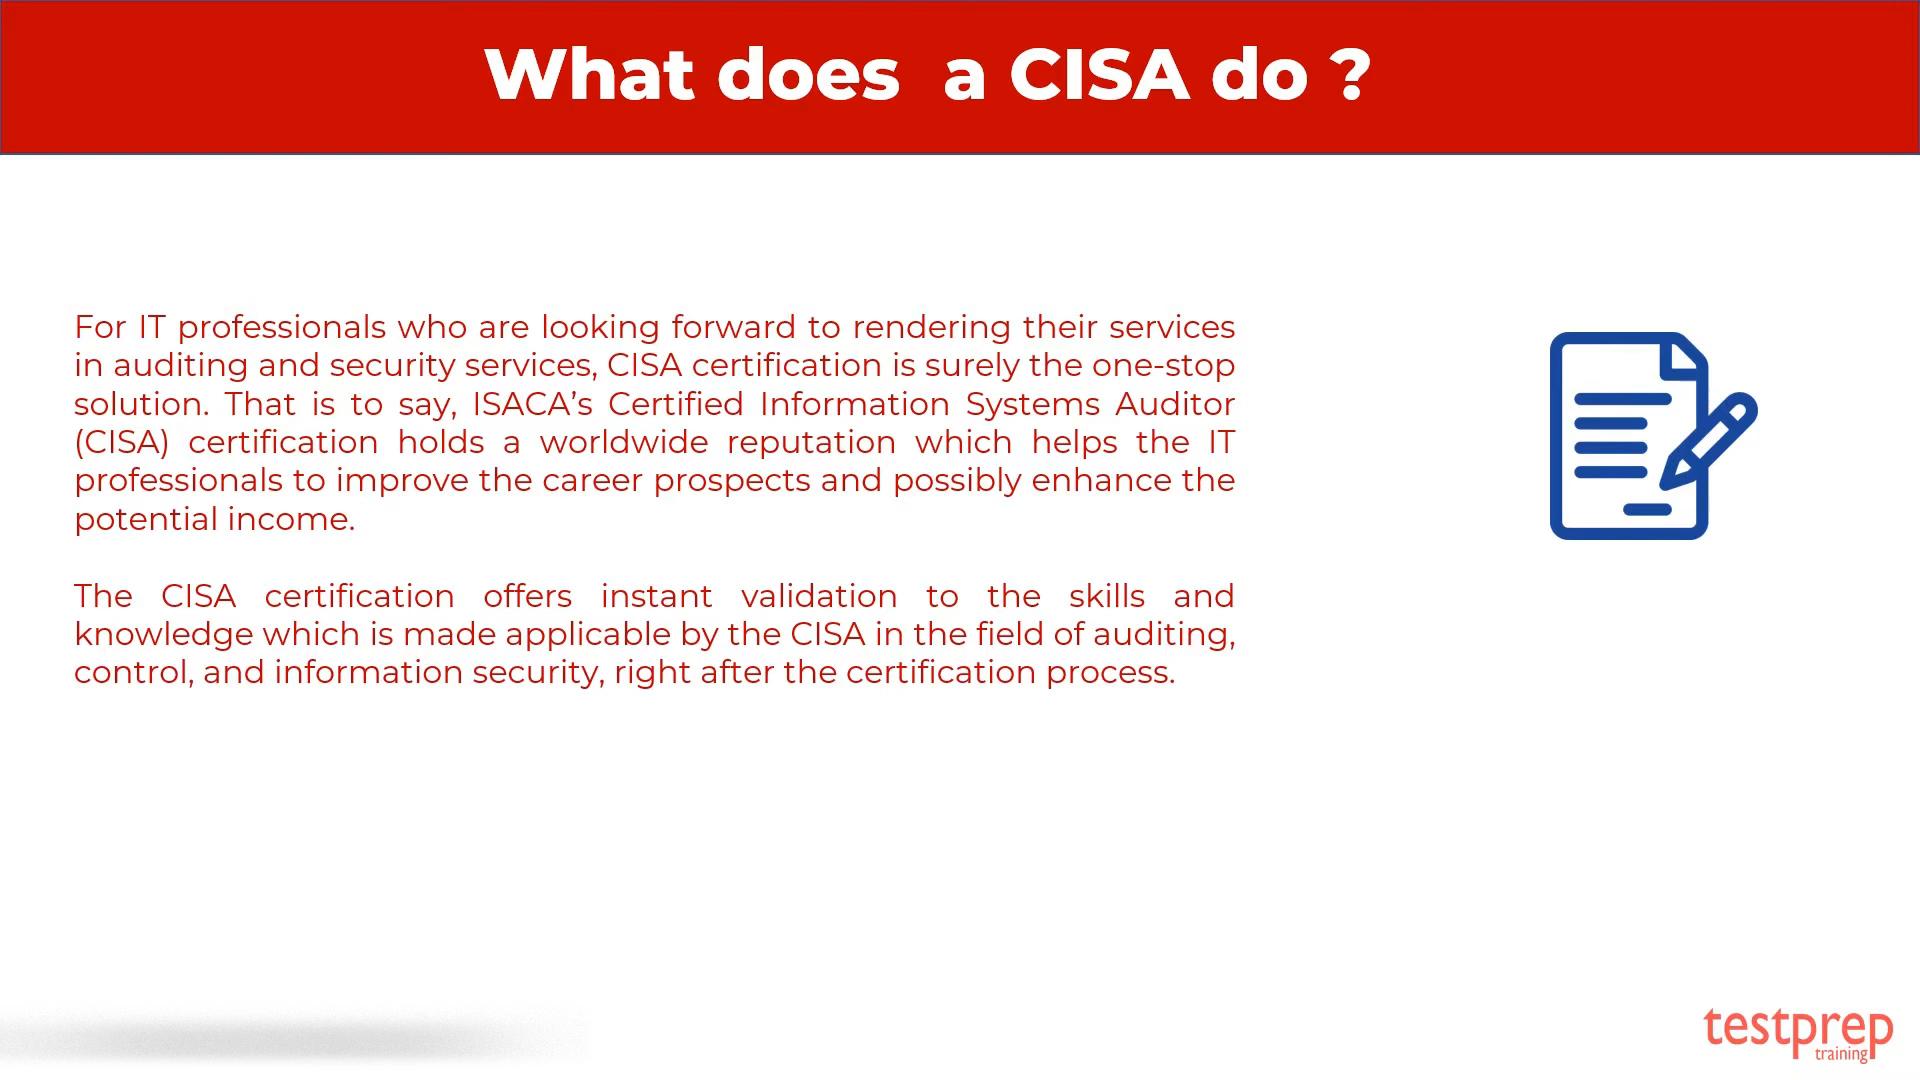 What does a CISA do ?
For IT professionals who are looking forward to rendering their services
in auditing and security services, CISA certification is surely the one-stop
solution. That is to say, ISACA’s Certified Information Systems Auditor
(CISA) certification holds a worldwide reputation which helps the IT
professionals to improve the career prospects and possibly enhance the
potential income.
The CISA certification offers instant validation to the skills and
knowledge which is made applicable by the CISA in the field of auditing,
control, and information security, right after the certification process.
testprep
training